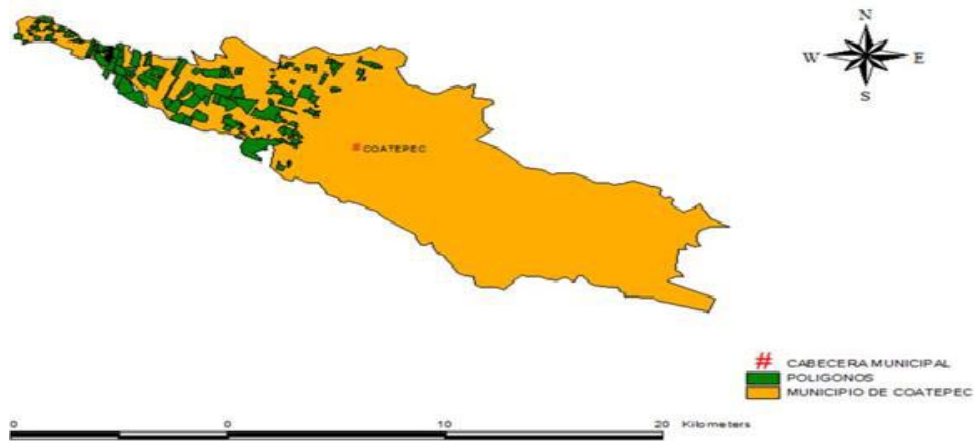 N
W E
S
# COATEPEC
# CABECERA MUNICIPAL
POLIGONOS
MUNICIPIO DE COATEPEC
0 0 10 20 Kilometers